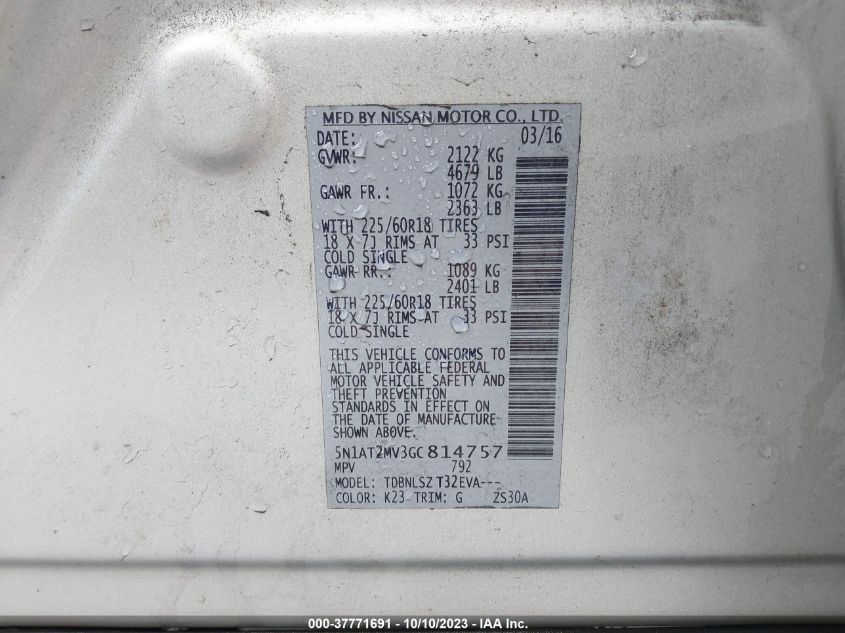 MFD BY NISSAN MOTOR CO., LTD.
DATE: 03/16
GVWR: 2122 KG
4679 LB
GAWR FR.: 1072 KG
2363 LB
WITH 225/60R18 TIRES
18 X 7J RIMS AT 33 PSI
COLD SINGLE
GAWR RR.: 1089 KG
2401 LB
WITH 225/60R18 TIRES
18 X 7J RIMS AT 33 PSI
COLD SINGLE
THIS VEHICLE CONFORMS TO
ALL APPLICABLE FEDERAL
MOTOR VEHICLE SAFETY AND
THEFT PREVENTION
STANDARDS IN EFFECT ON
THE DATE OF MANUFACTURE
SHOWN ABOVE.
5N1AT2MV3GC814757
MPV 792
MODEL: TDBNLSZ T32EVA---
COLOR: K23 TRIM: G ZS30A
000-37771691 - 10/10/2023 - IAA Inc.